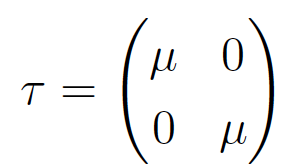 τ = ( μ 0
0 μ )